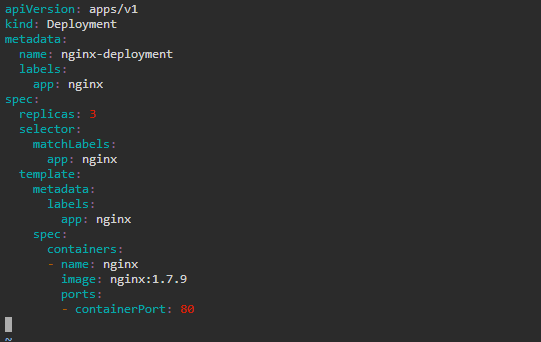 apiVersion: apps/v1
kind: Deployment
metadata:
  name: nginx-deployment
  labels:
    app: nginx
spec:
  replicas: 3
  selector:
    matchLabels:
      app: nginx
  template:
    metadata:
      labels:
        app: nginx
    spec:
      containers:
      - name: nginx
        image: nginx:1.7.9
        ports:
        - containerPort: 80
~